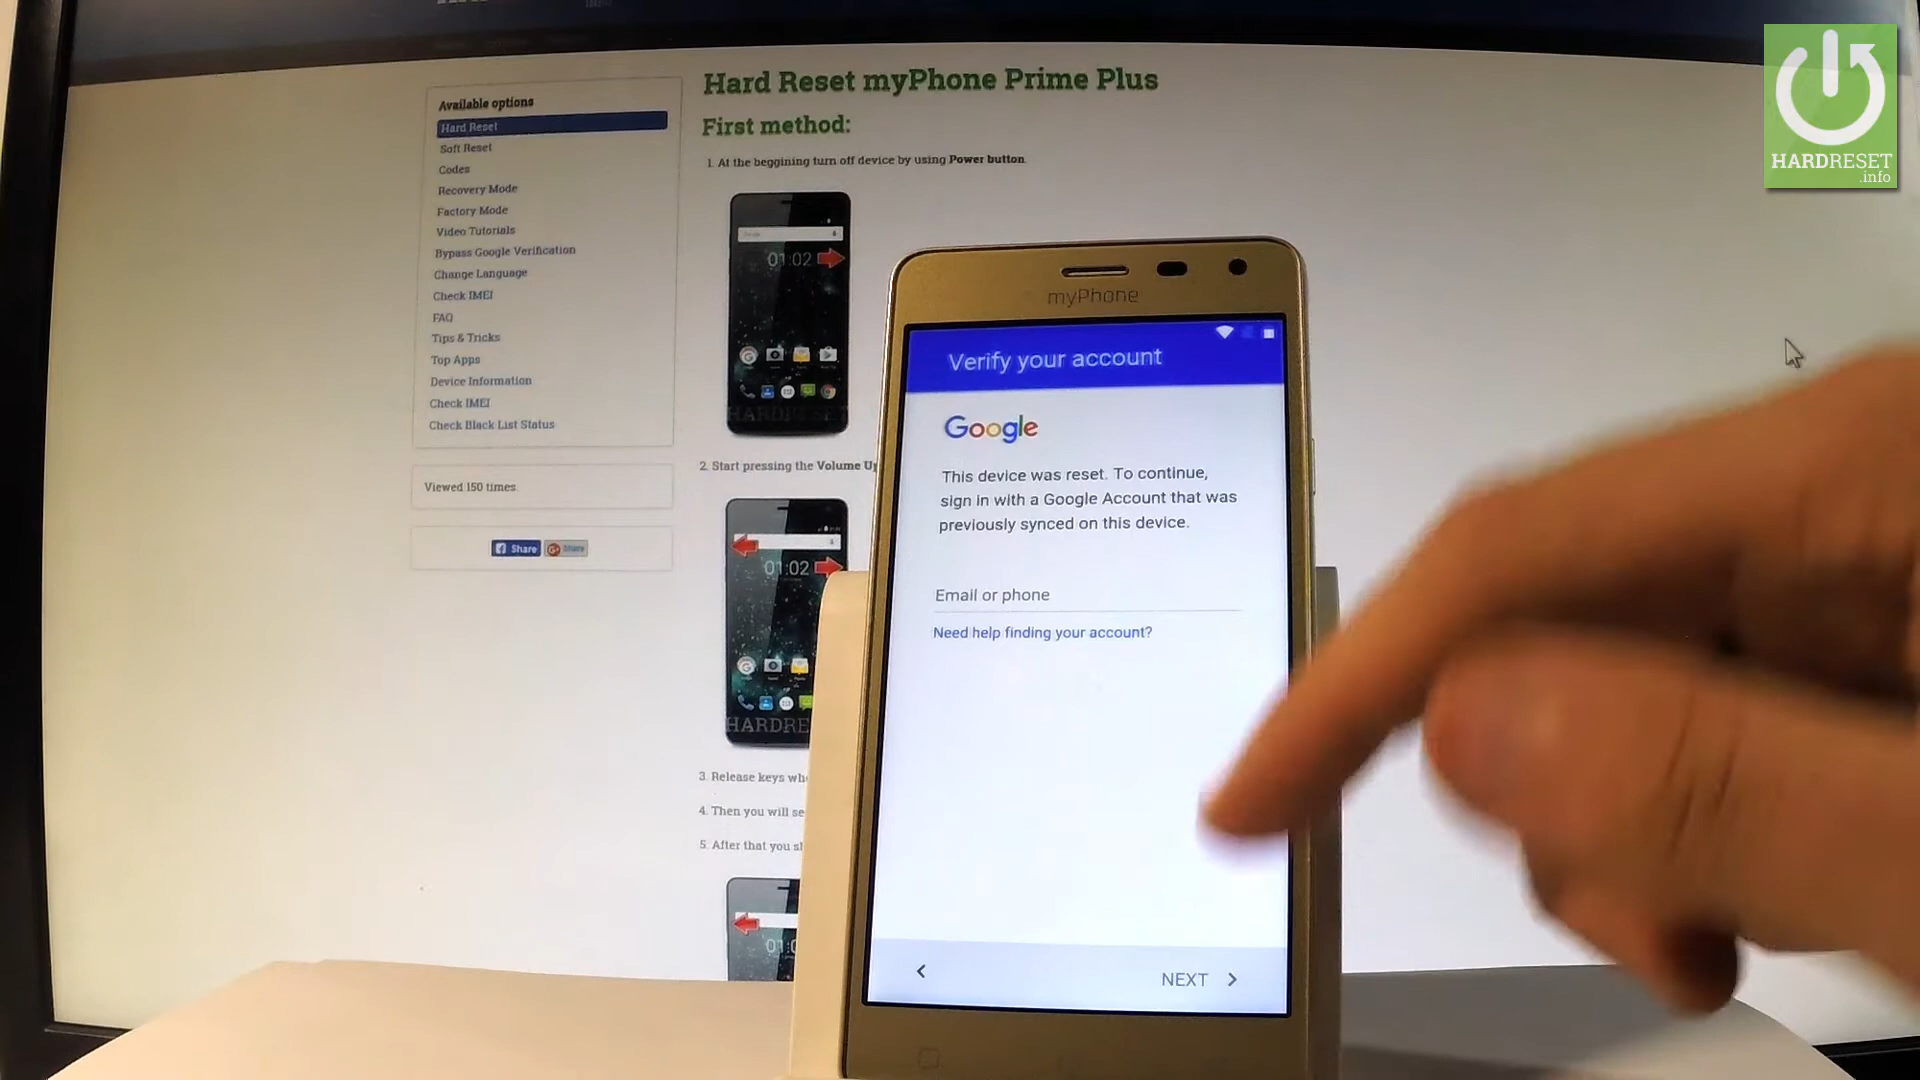 Hard Reset myPhone Prime Plus
First method:
1. At the beggining turn off device by using Power button.
Available options
Hard Reset
Soft Reset
Codes
Recovery Mode
Factory Mode
Video Tutorials
Bypass Google Verification
Change Language
Check IMEI
FAQ
Tips & Tricks
Top Apps
Device Information
Check IMEI
Check Black List Status
Viewed 150 times.
Share
Share
01:02
2. Start pressing the Volume Up
01:02
HARDRE
3. Release keys
4. Then you will
5. After that you
HARDRESET
.info
myPhone
Verify your account
Google
This device was reset. To continue,
sign in with a Google Account that was
previously synced on this device.
Email or phone
Need help finding your account?
NEXT